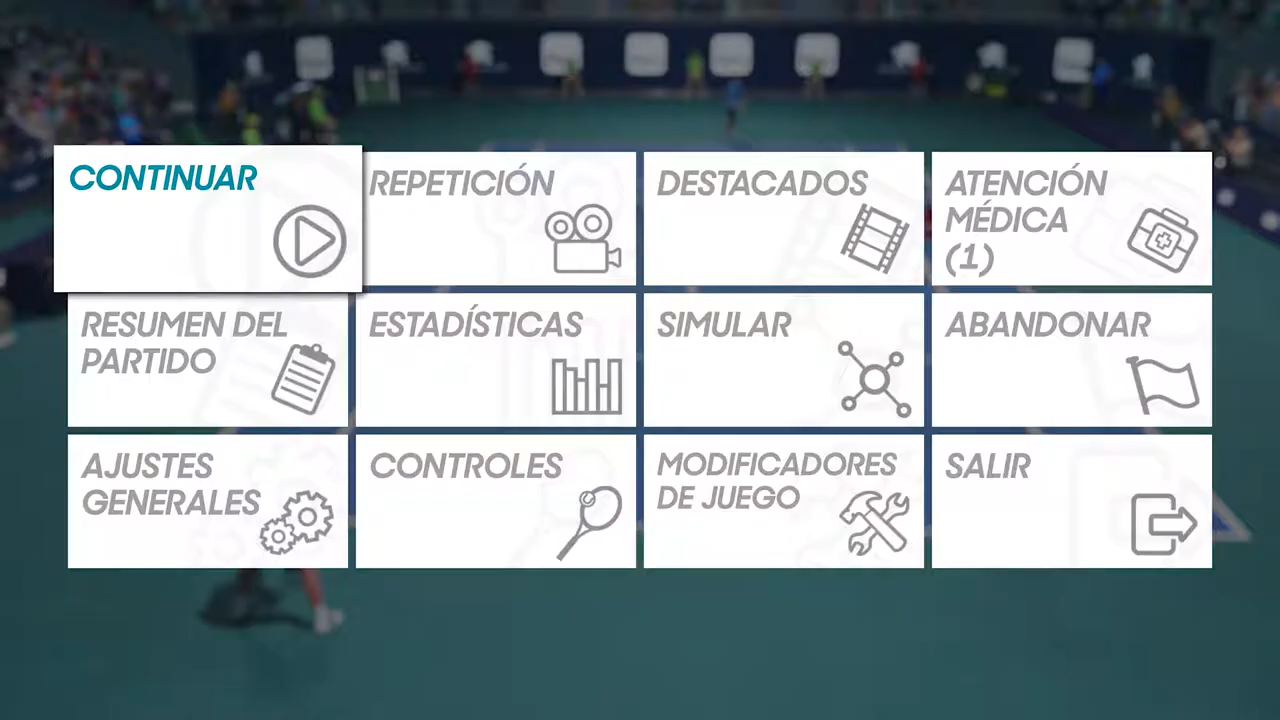 CONTINUAR
REPETICIÓN
DESTACADOS
ATENCIÓN
MÉDICA
(1)
RESUMEN DEL
PARTIDO
ESTADÍSTICAS
SIMULAR
ABANDONAR
AJUSTES
GENERALES
CONTROLES
MODIFICADORES
DE JUEGO
SALIR